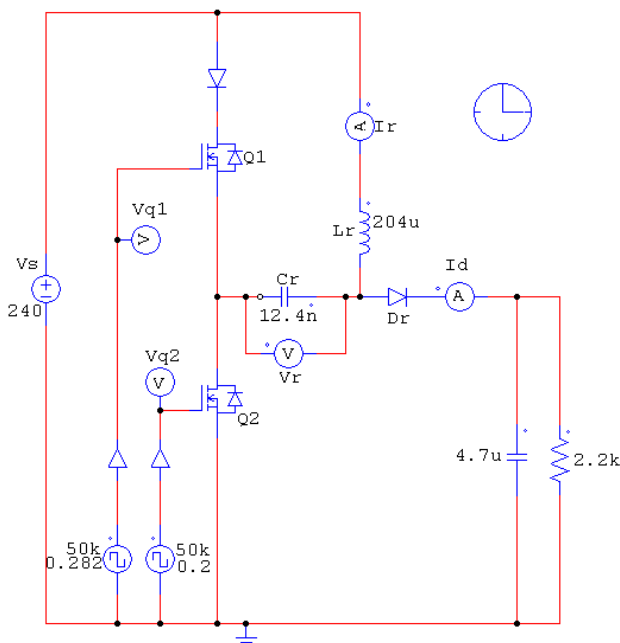 A
Ir
Q1
Vq1
V
Lr
204u
Id
Vs
240
Cr
12.4n
Dr
A
V
Vr
Vq2
V
Q2
4.7u
2.2k
50k
0.282
50k
0.2